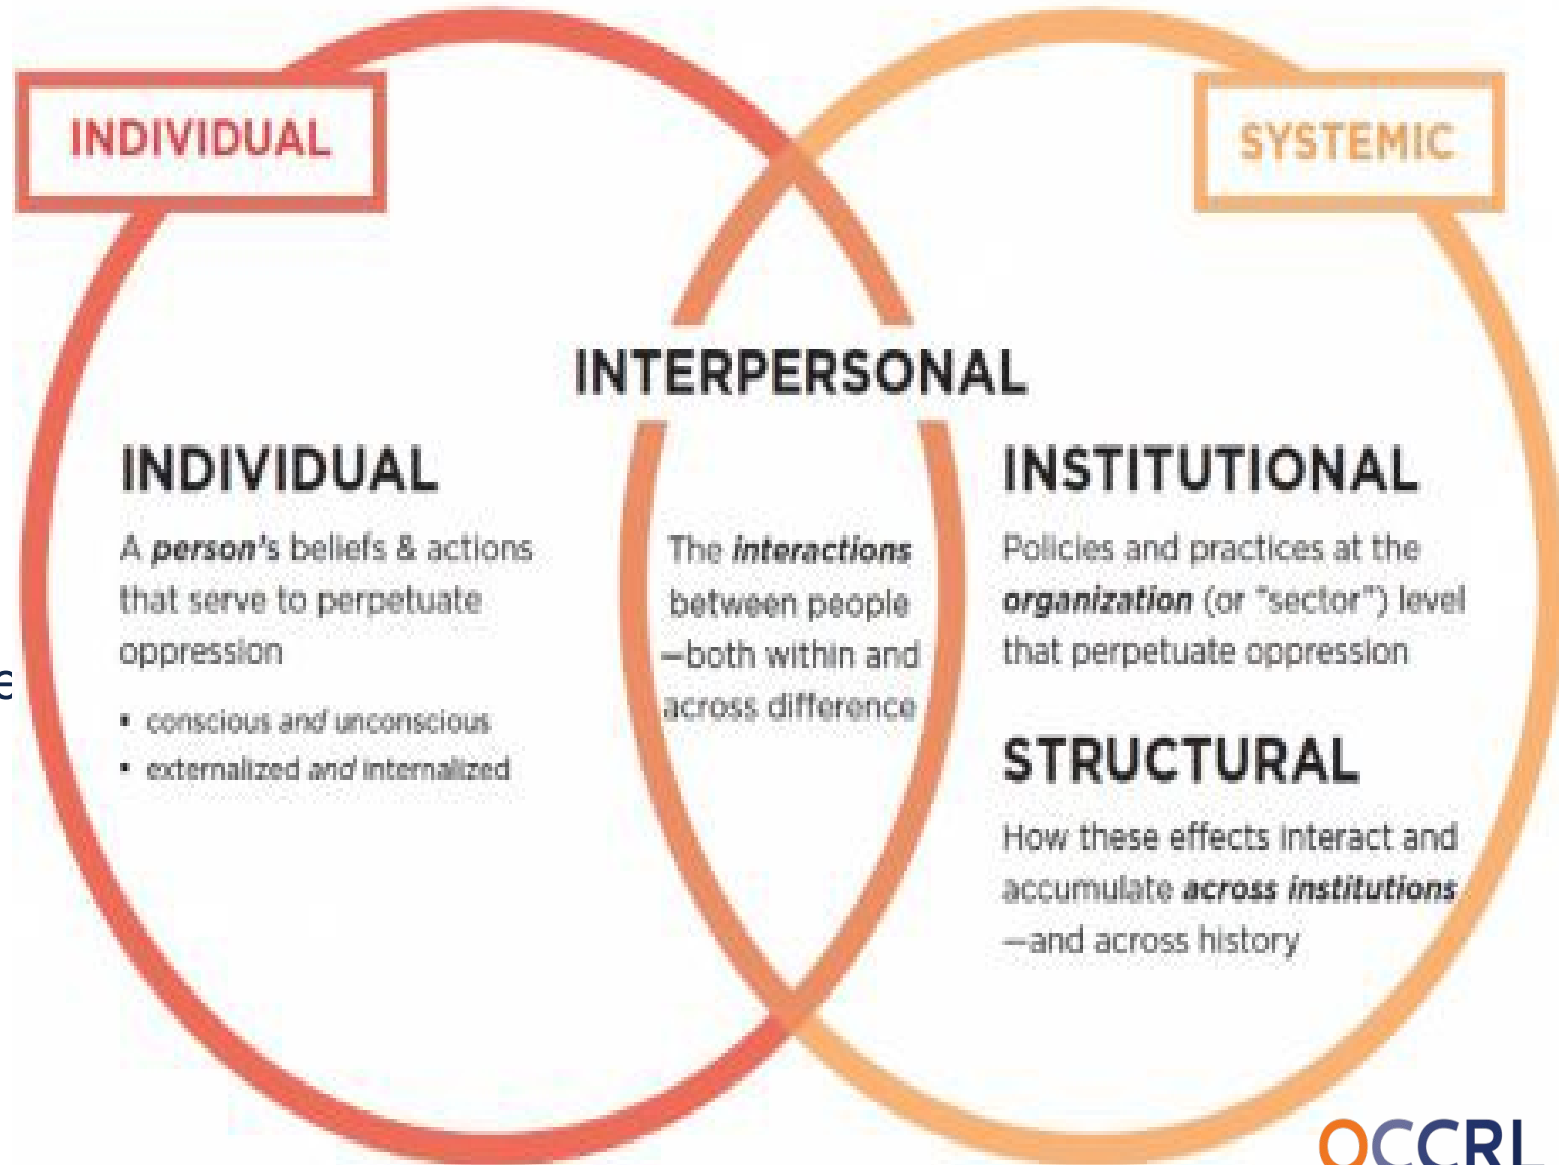 INDIVIDUAL
SYSTEMIC
INTERPERSONAL
INDIVIDUAL
A person's beliefs & actions
that serve to perpetuate
oppression
• conscious and unconscious
• externalized and internalized
The interactions
between people
—both within and
across difference
INSTITUTIONAL
Policies and practices at the
organization (or "sector") level
that perpetuate oppression
STRUCTURAL
How these effects interact and
accumulate across institutions
—and across history
e
OCCRL